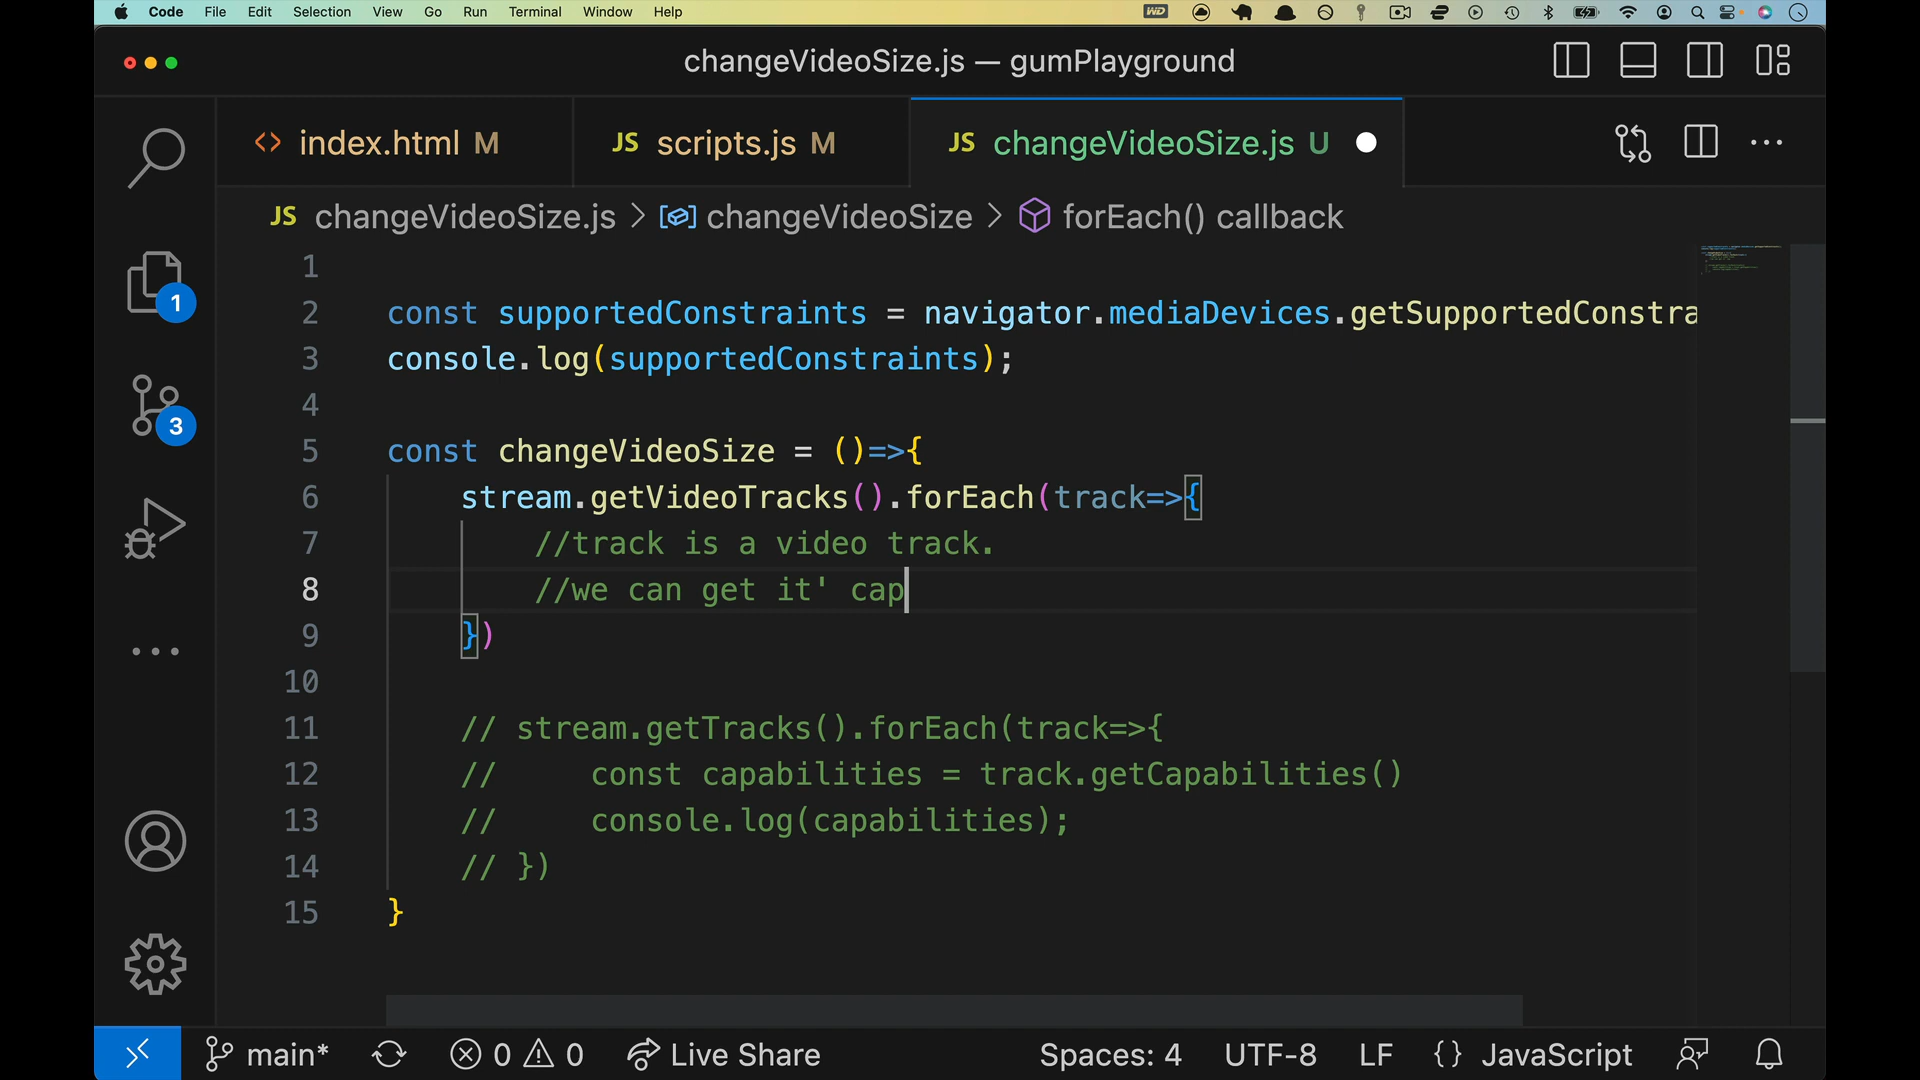 Code File Edit Selection View Go Run Terminal Window Help
changeVideoSize.js — gumPlayground
<> index.html M JS scripts.js M JS changeVideoSize.js U
JS changeVideoSize.js > changeVideoSize > forEach() callback
1
2 const supportedConstraints = navigator.mediaDevices.getSupportedConstra
3 console.log(supportedConstraints);
4
5 const changeVideoSize = ()=>{
6 stream.getVideoTracks().forEach(track=>{
7 //track is a video track.
8 //we can get it' cap
9 })
10
11 // stream.getTracks().forEach(track=>{
12 // const capabilities = track.getCapabilities()
13 // console.log(capabilities);
14 // })
15 }
1
3
main* 0 0 Live Share Spaces: 4 UTF-8 LF {} JavaScript